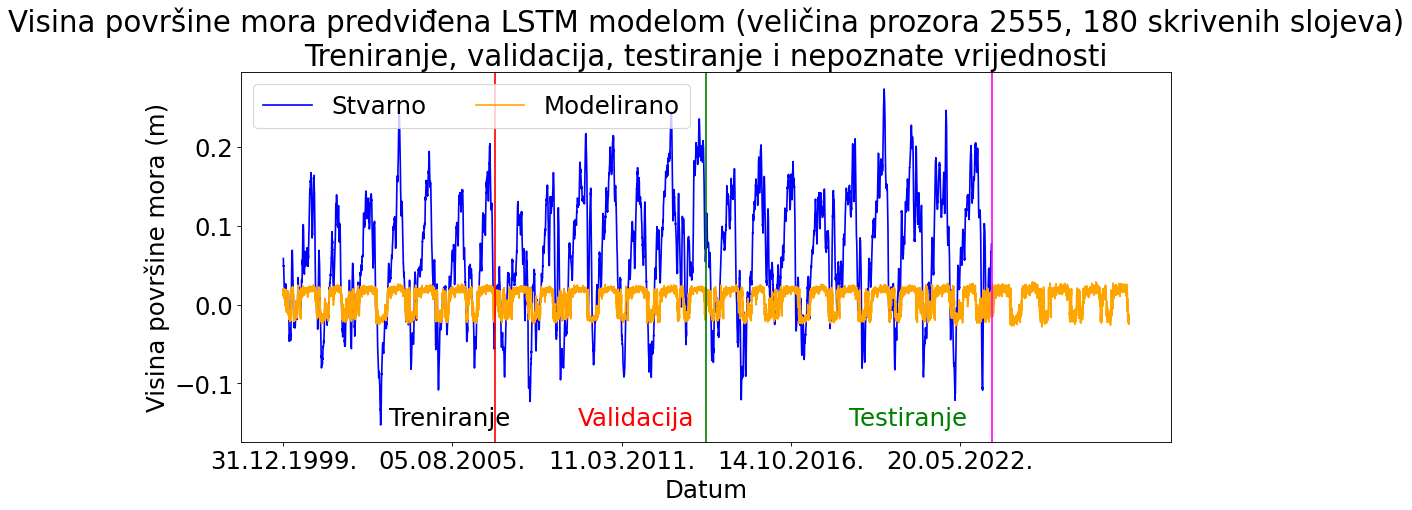 Visina površine mora predviđena LSTM modelom (veličina prozora 2555, 180 skrivenih slojeva)
Treniranje, validacija, testiranje i nepoznate vrijednosti
Stvarno Modelirano
Visina površine mora (m)
0.2
0.1
0.0
−0.1
Treniranje Validacija Testiranje
31.12.1999. 05.08.2005. 11.03.2011. 14.10.2016. 20.05.2022.
Datum